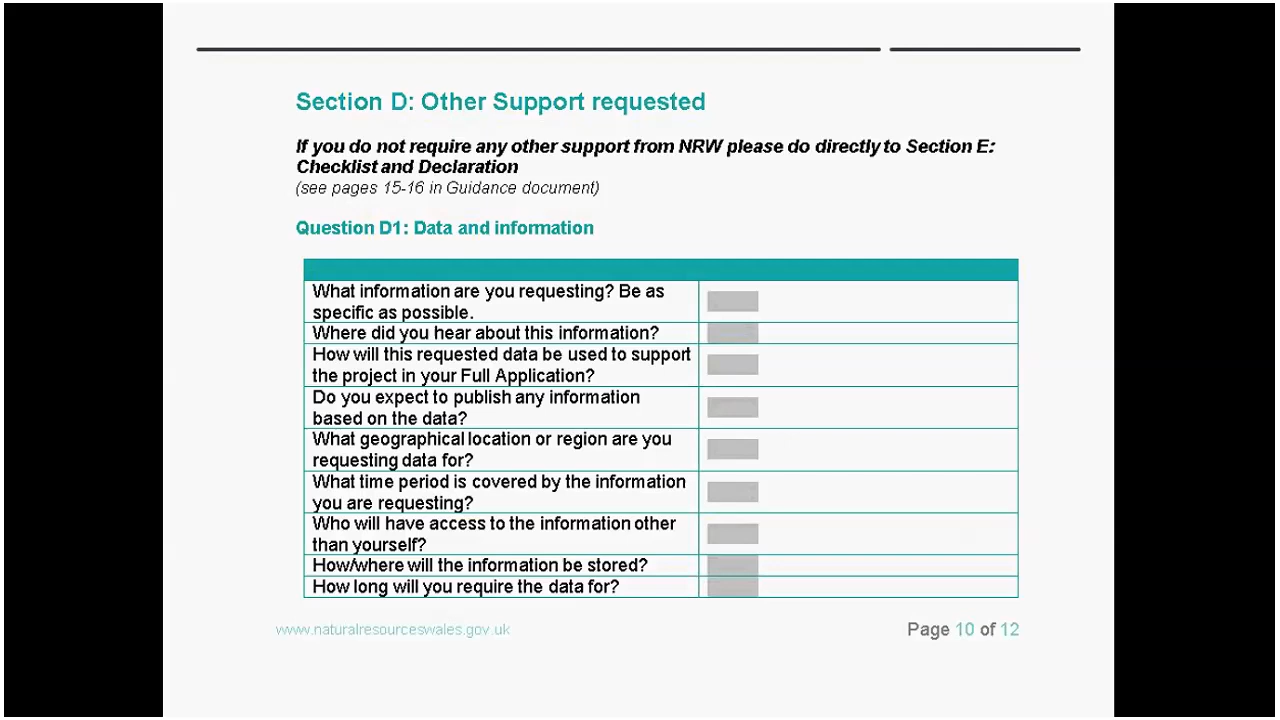 Section D: Other Support requested
If you do not require any other support from NRW please do directly to Section E:
Checklist and Declaration
(see pages 15-16 in Guidance document)
Question D1: Data and information
What information are you requesting? Be as
specific as possible.
Where did you hear about this information?
How will this requested data be used to support
the project in your Full Application?
Do you expect to publish any information
based on the data?
What geographical location or region are you
requesting data for?
What time period is covered by the information
you are requesting?
Who will have access to the information other
than yourself?
How/where will the information be stored?
How long will you require the data for?
www.naturalresourceswales.gov.uk
Page 10 of 12